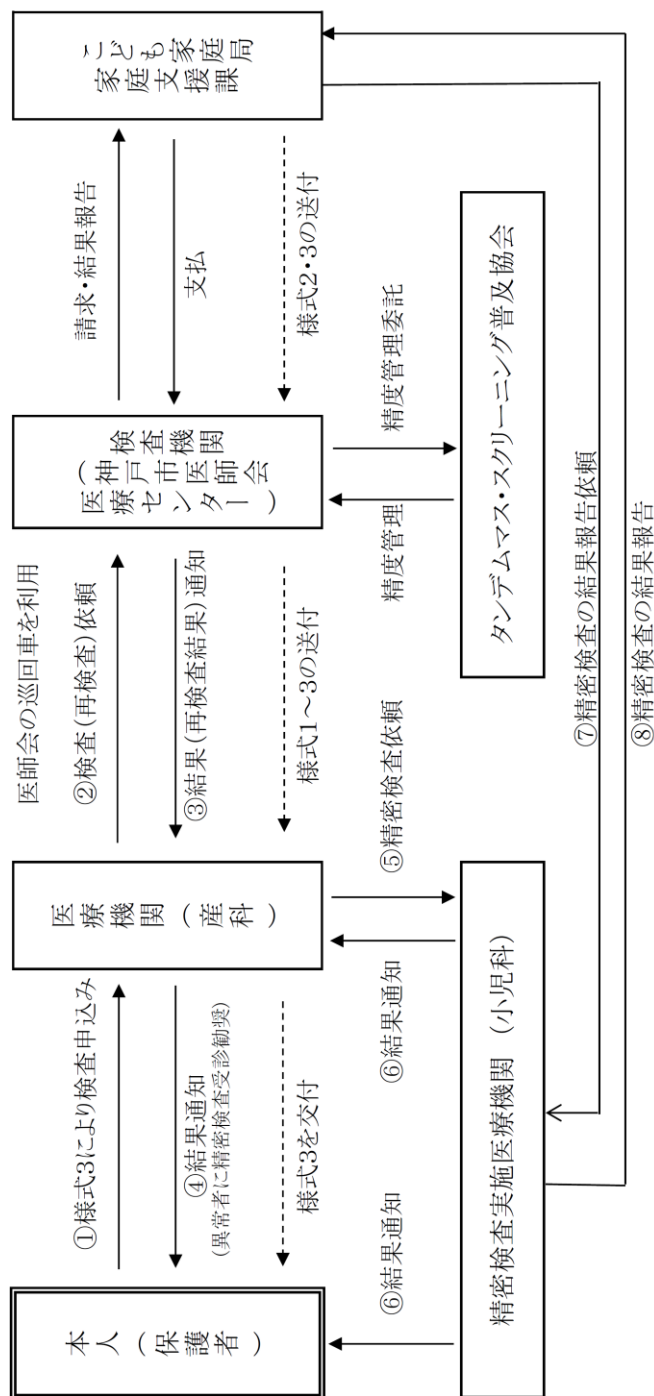 本人（保護者）
①様式3により検査申込み
④結果通知
(異常者に精密検査受診勧奨)
様式3を交付
⑥結果通知
医療機関（産科）
医師会の巡回車を利用
②検査(再検査)依頼
③結果(再検査結果)通知
様式1～3の送付
⑤精密検査依頼
⑥結果通知
精密検査実施医療機関（小児科）
検査機関
（神戸市医師会
医療センター）
請求・結果報告
支払
様式2・3の送付
精度管理委託
精度管理
タンデムマス・スクリーニング普及協会
こども家庭局
家庭支援課
⑦精密検査の結果報告依頼
⑧精密検査の結果報告